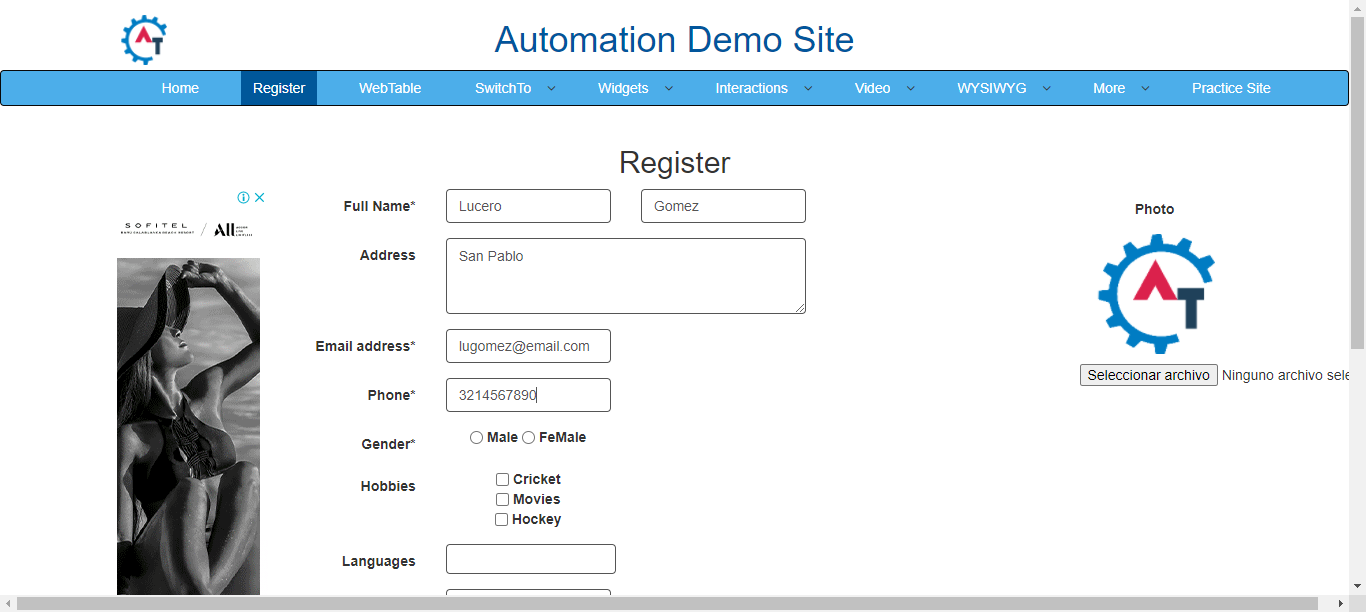 AT
Automation Demo Site
Home Register WebTable SwitchTo Widgets Interactions Video WYSIWYG More Practice Site
Register
Full Name* Lucero Gomez
Photo
SOFITEL / All
Address San Pablo
AT
Email address* lugomez@email.com
Seleccionar archivo Ninguno archivo sele
Phone* 3214567890
Gender* Male FeMale
Hobbies Cricket
Movies
Hockey
Languages